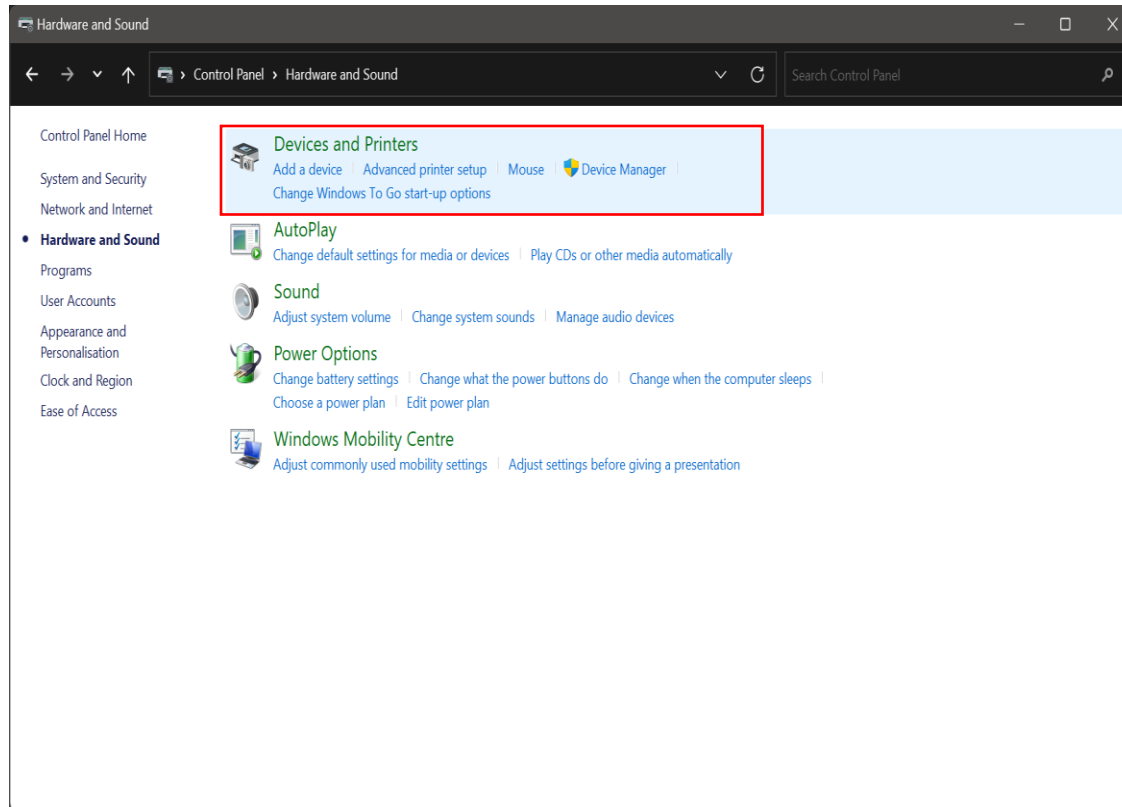 Hardware and Sound
Control Panel › Hardware and Sound
Search Control Panel
Control Panel Home
System and Security
Network and Internet
Hardware and Sound
Programs
User Accounts
Appearance and
Personalisation
Clock and Region
Ease of Access
Devices and Printers
Add a device | Advanced printer setup | Mouse | Device Manager |
Change Windows To Go start-up options
AutoPlay
Change default settings for media or devices | Play CDs or other media automatically
Sound
Adjust system volume | Change system sounds | Manage audio devices
Power Options
Change battery settings | Change what the power buttons do | Change when the computer sleeps |
Choose a power plan | Edit power plan
Windows Mobility Centre
Adjust commonly used mobility settings | Adjust settings before giving a presentation